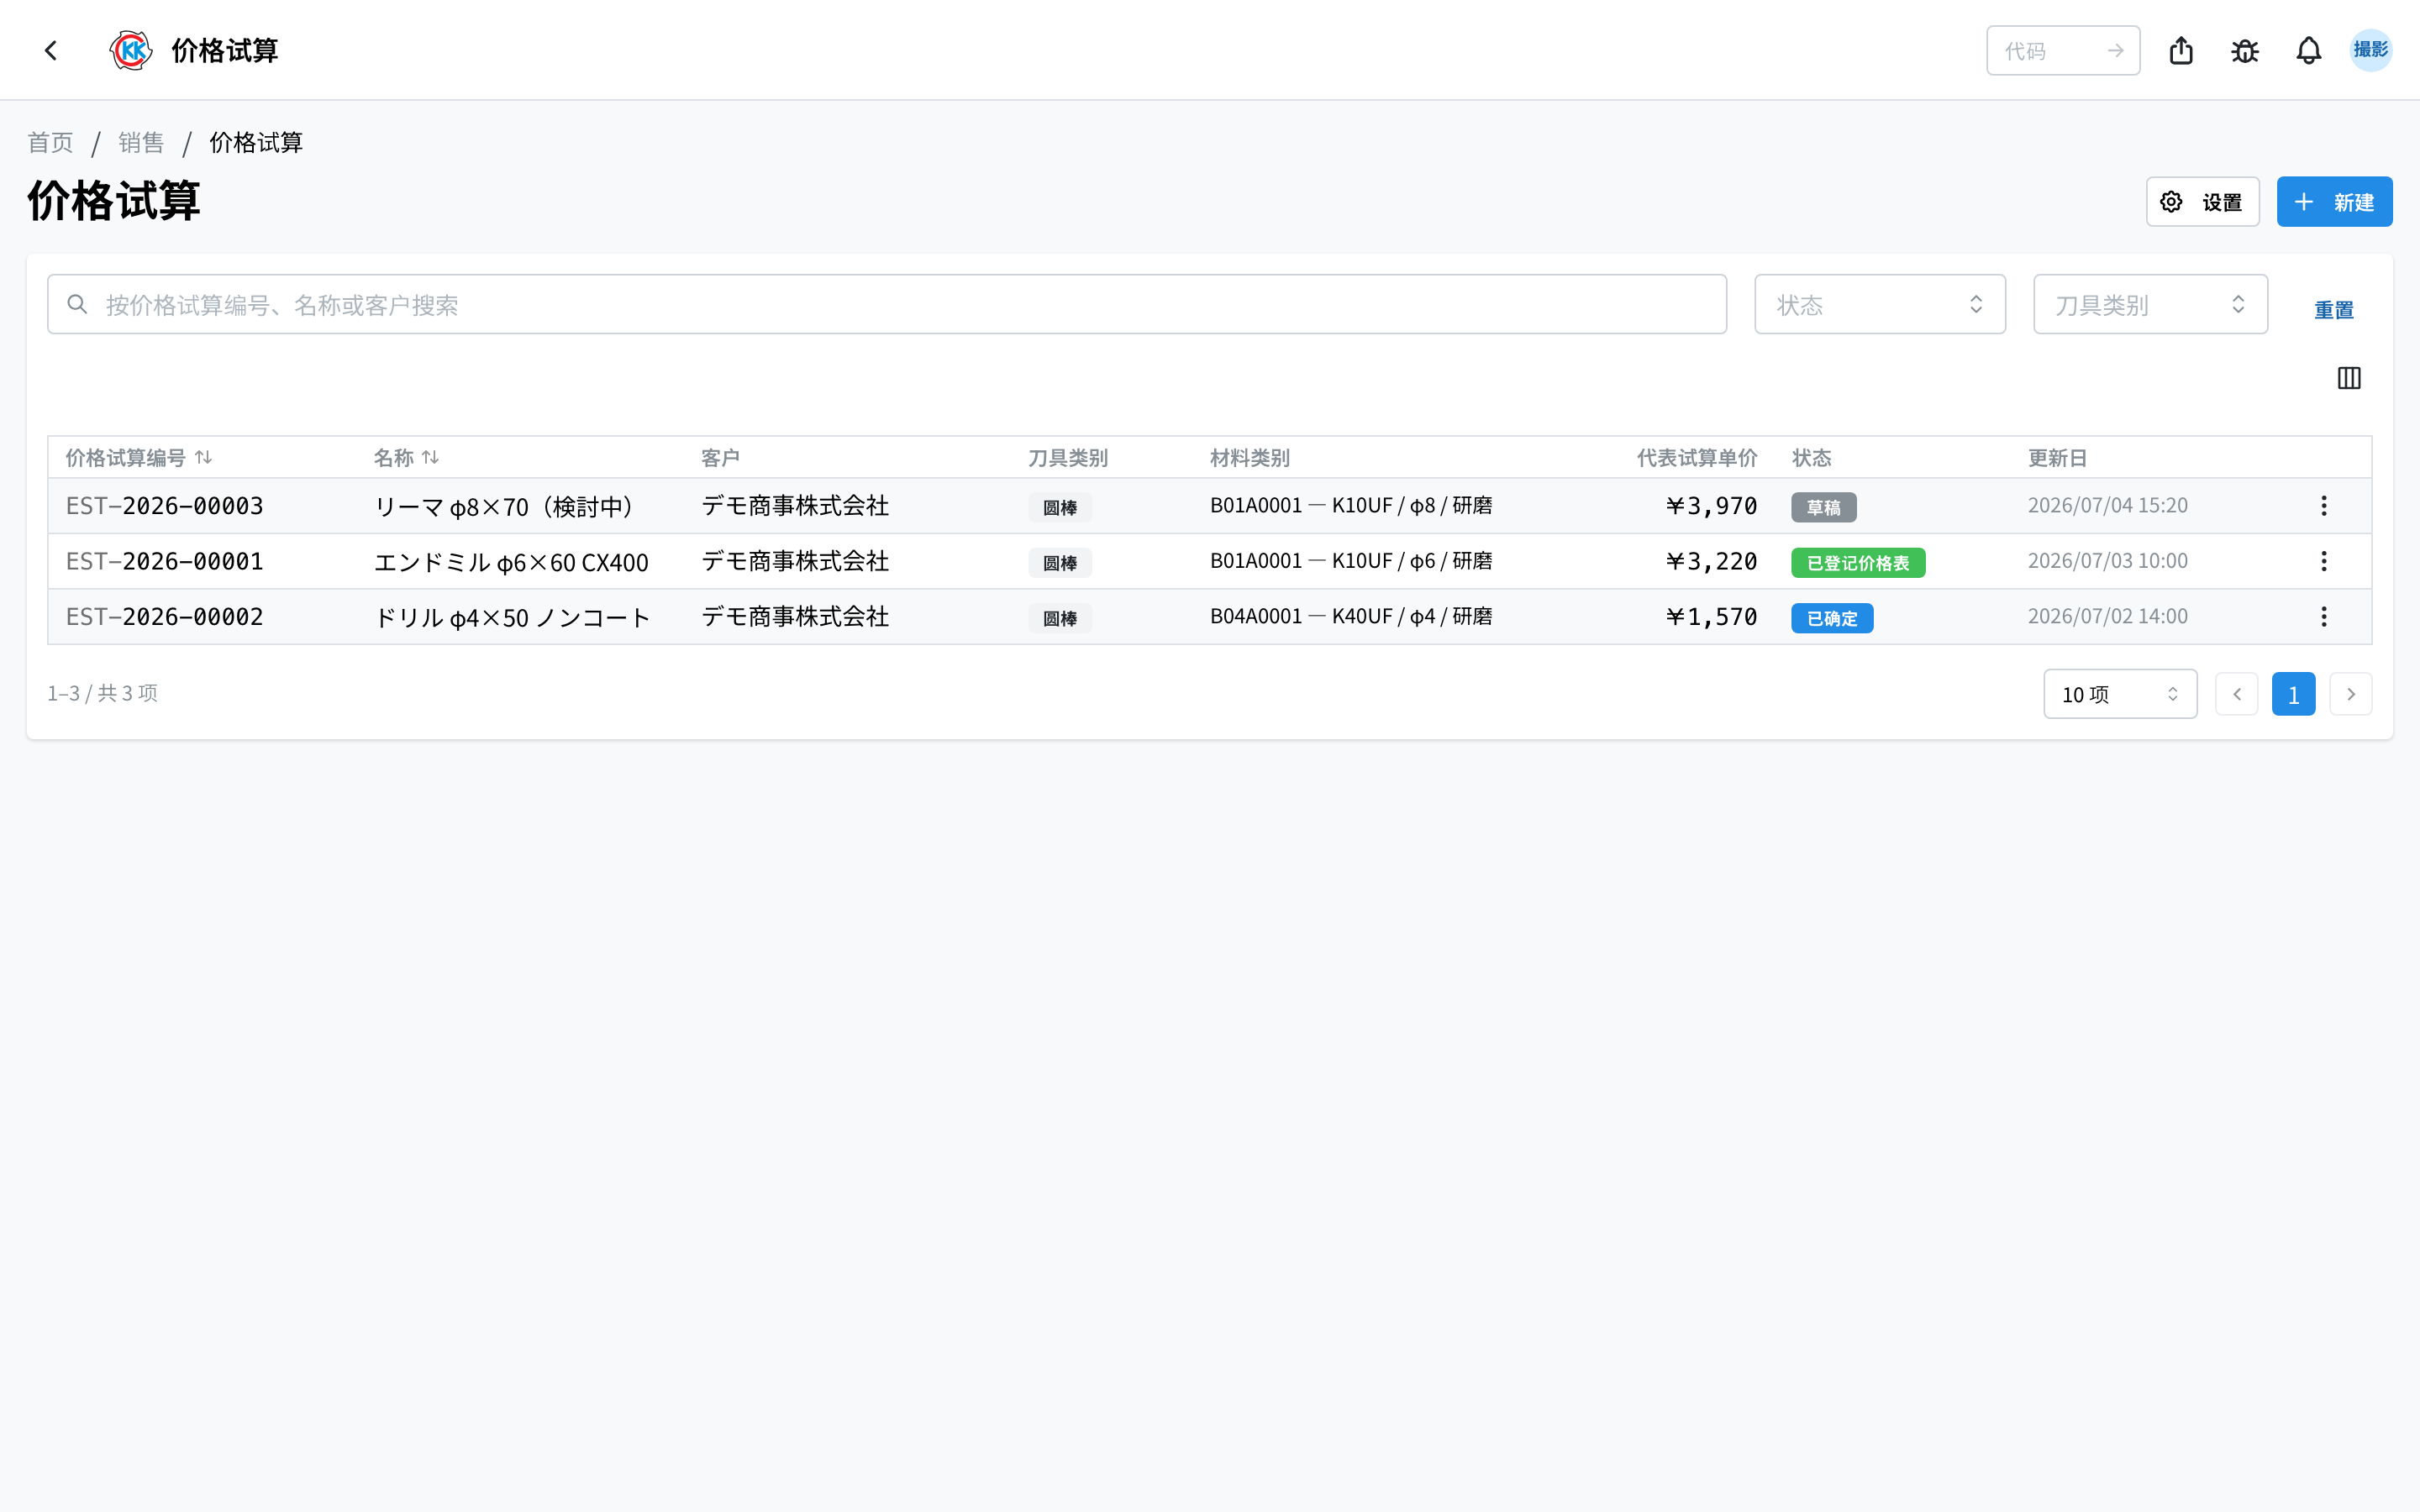 KK 价格试算 代码 撮影
首页 / 销售 / 价格试算
价格试算 设置 新建
按价格试算编号、名称或客户搜索 状态 刀具类别 重置
价格试算编号 名称 客户 刀具类别 材料类别 代表试算单价 状态 更新日
EST-2026-00003 リーマ φ8×70（検討中） デモ商事株式会社 圆棒 B01A0001 — K10UF / φ8 / 研磨 ¥3,970 草稿 2026/07/04 15:20
EST-2026-00001 エンドミル φ6×60 CX400 デモ商事株式会社 圆棒 B01A0001 — K10UF / φ6 / 研磨 ¥3,220 已登记价格表 2026/07/03 10:00
EST-2026-00002 ドリル φ4×50 ノンコート デモ商事株式会社 圆棒 B04A0001 — K40UF / φ4 / 研磨 ¥1,570 已确定 2026/07/02 14:00
1–3 / 共 3 项 10 项 1